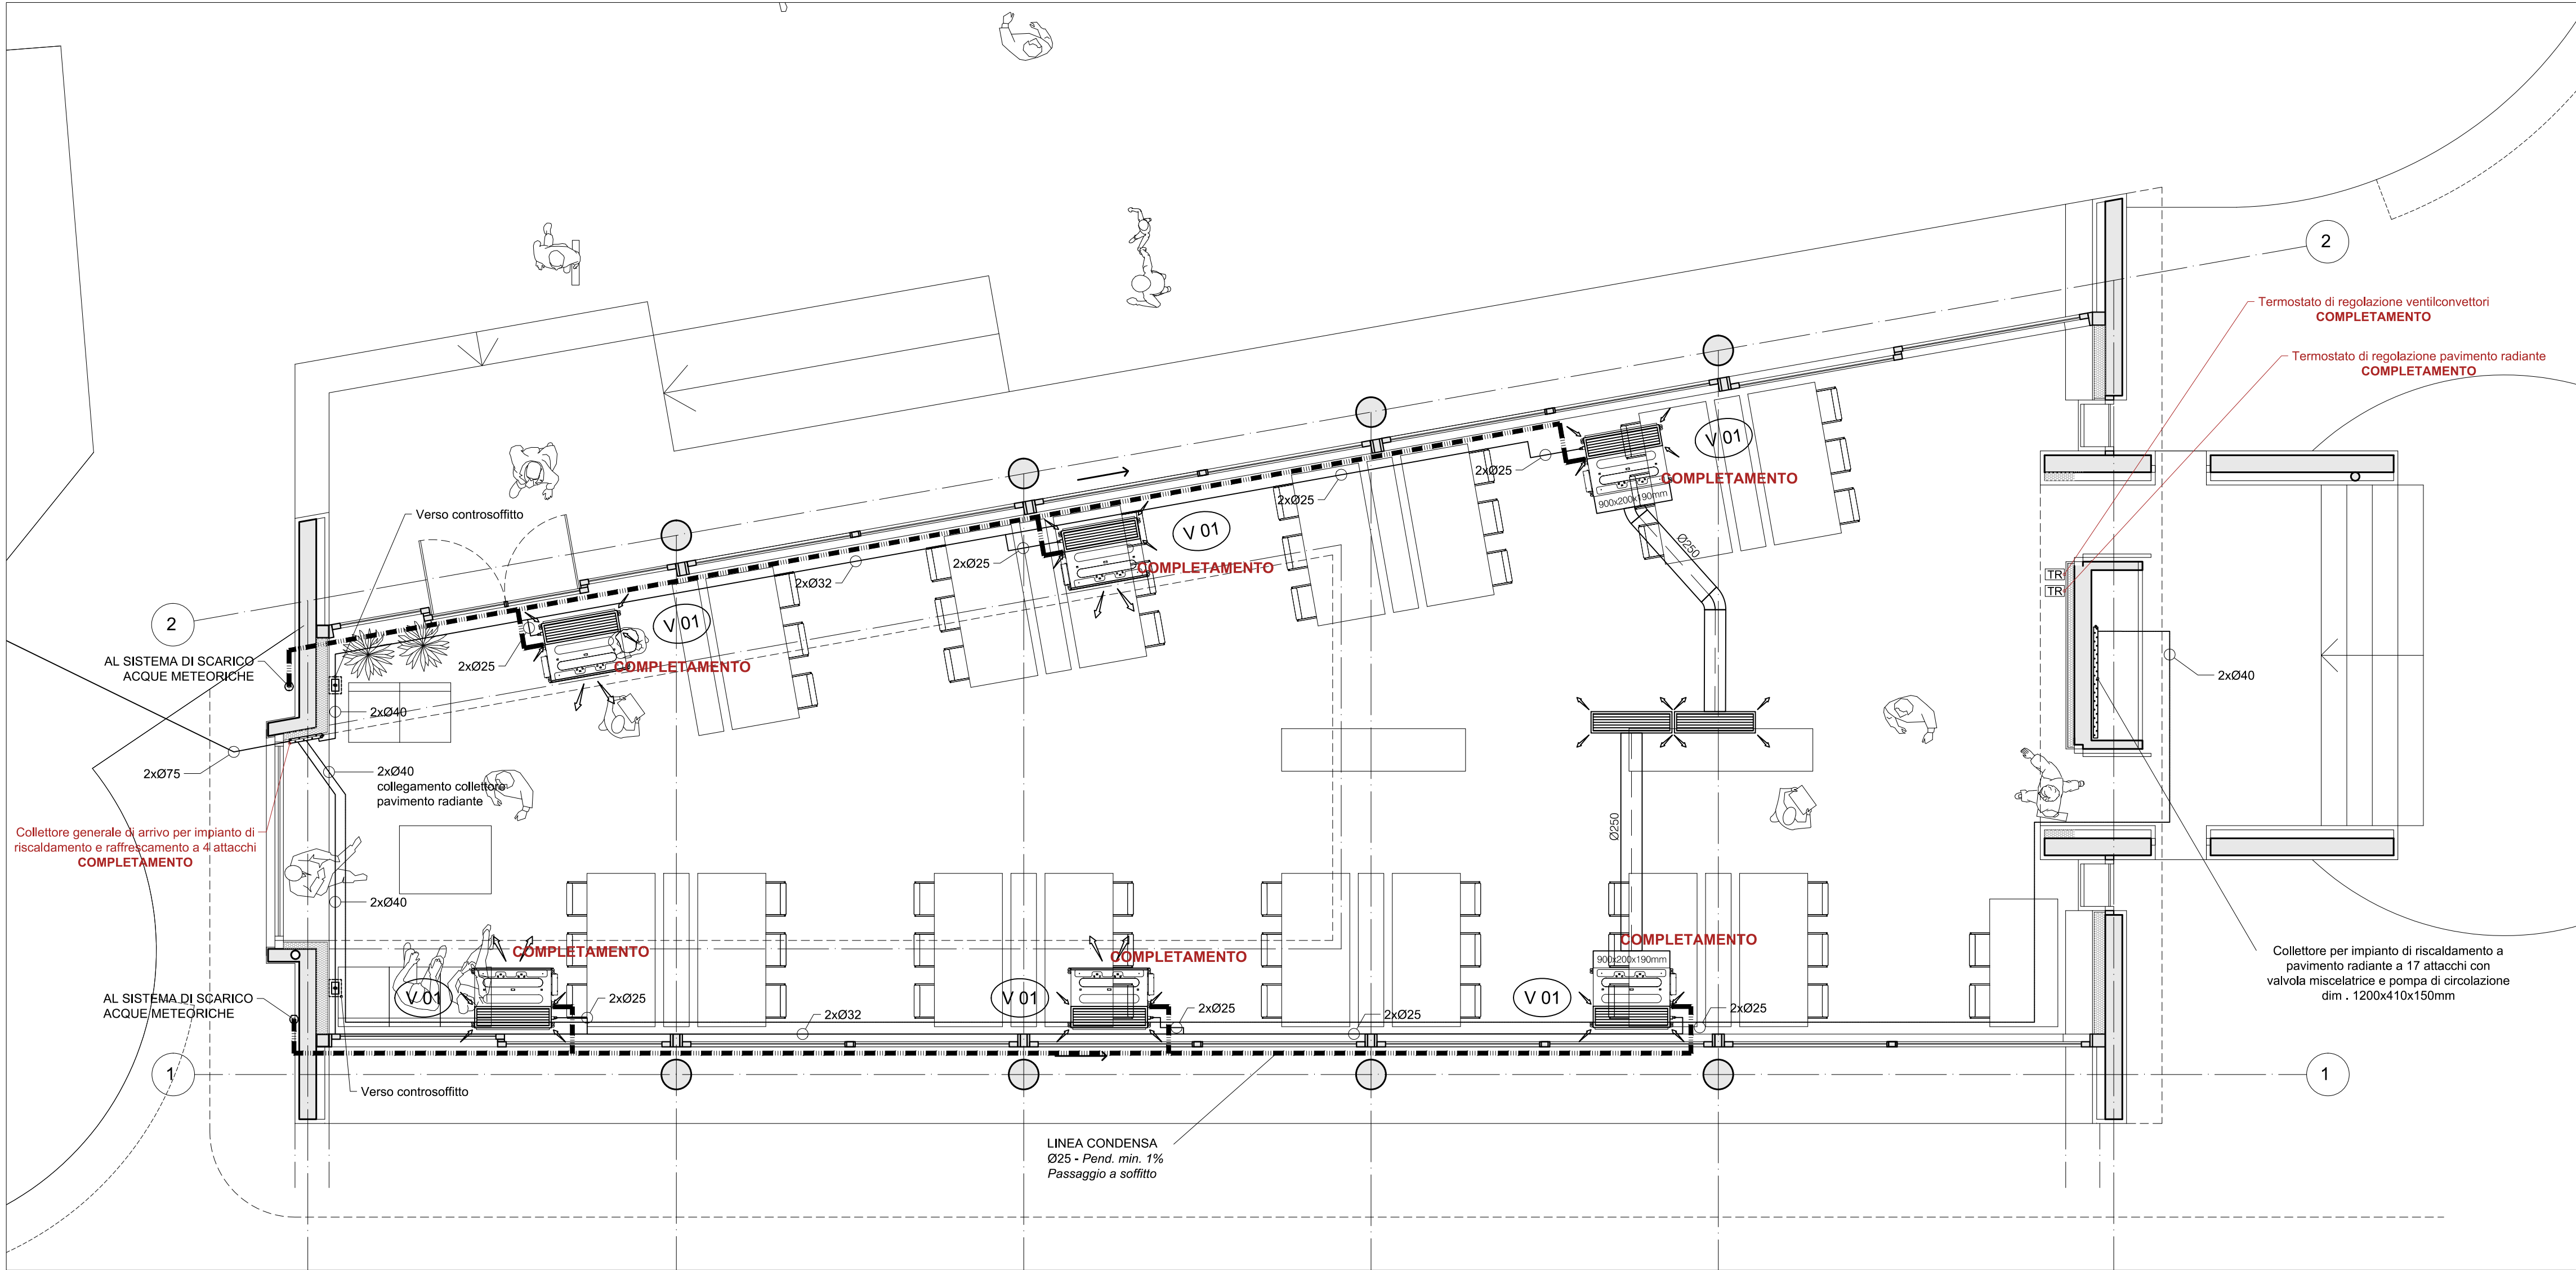 2
Termostato di regolazione ventilconvettori
COMPLETAMENTO
Termostato di regolazione pavimento radiante
COMPLETAMENTO
V 01
2xØ25
COMPLETAMENTO
900x200x190mm
2xØ25
Verso controsoffitto
V 01
Ø250
2xØ25
COMPLETAMENTO
2xØ32
TR
TR
2
V 01
AL SISTEMA DI SCARICO
ACQUE METEORICHE
2xØ25
COMPLETAMENTO
2xØ40
2xØ40
2xØ75
2xØ40
collegamento collettore
pavimento radiante
Collettore generale di arrivo per impianto di
riscaldamento e raffrescamento a 4 attacchi
COMPLETAMENTO
Ø250
2xØ40
COMPLETAMENTO
COMPLETAMENTO
COMPLETAMENTO
900x200x190mm
Collettore per impianto di riscaldamento a
pavimento radiante a 17 attacchi con
valvola miscelatrice e pompa di circolazione
dim . 1200x410x150mm
AL SISTEMA DI SCARICO
ACQUE METEORICHE
V 01
2xØ25
V 01
2xØ25
V 01
2xØ25
2xØ32
2xØ25
1
1
Verso controsoffitto
LINEA CONDENSA
Ø25 - Pend. min. 1%
Passaggio a soffitto